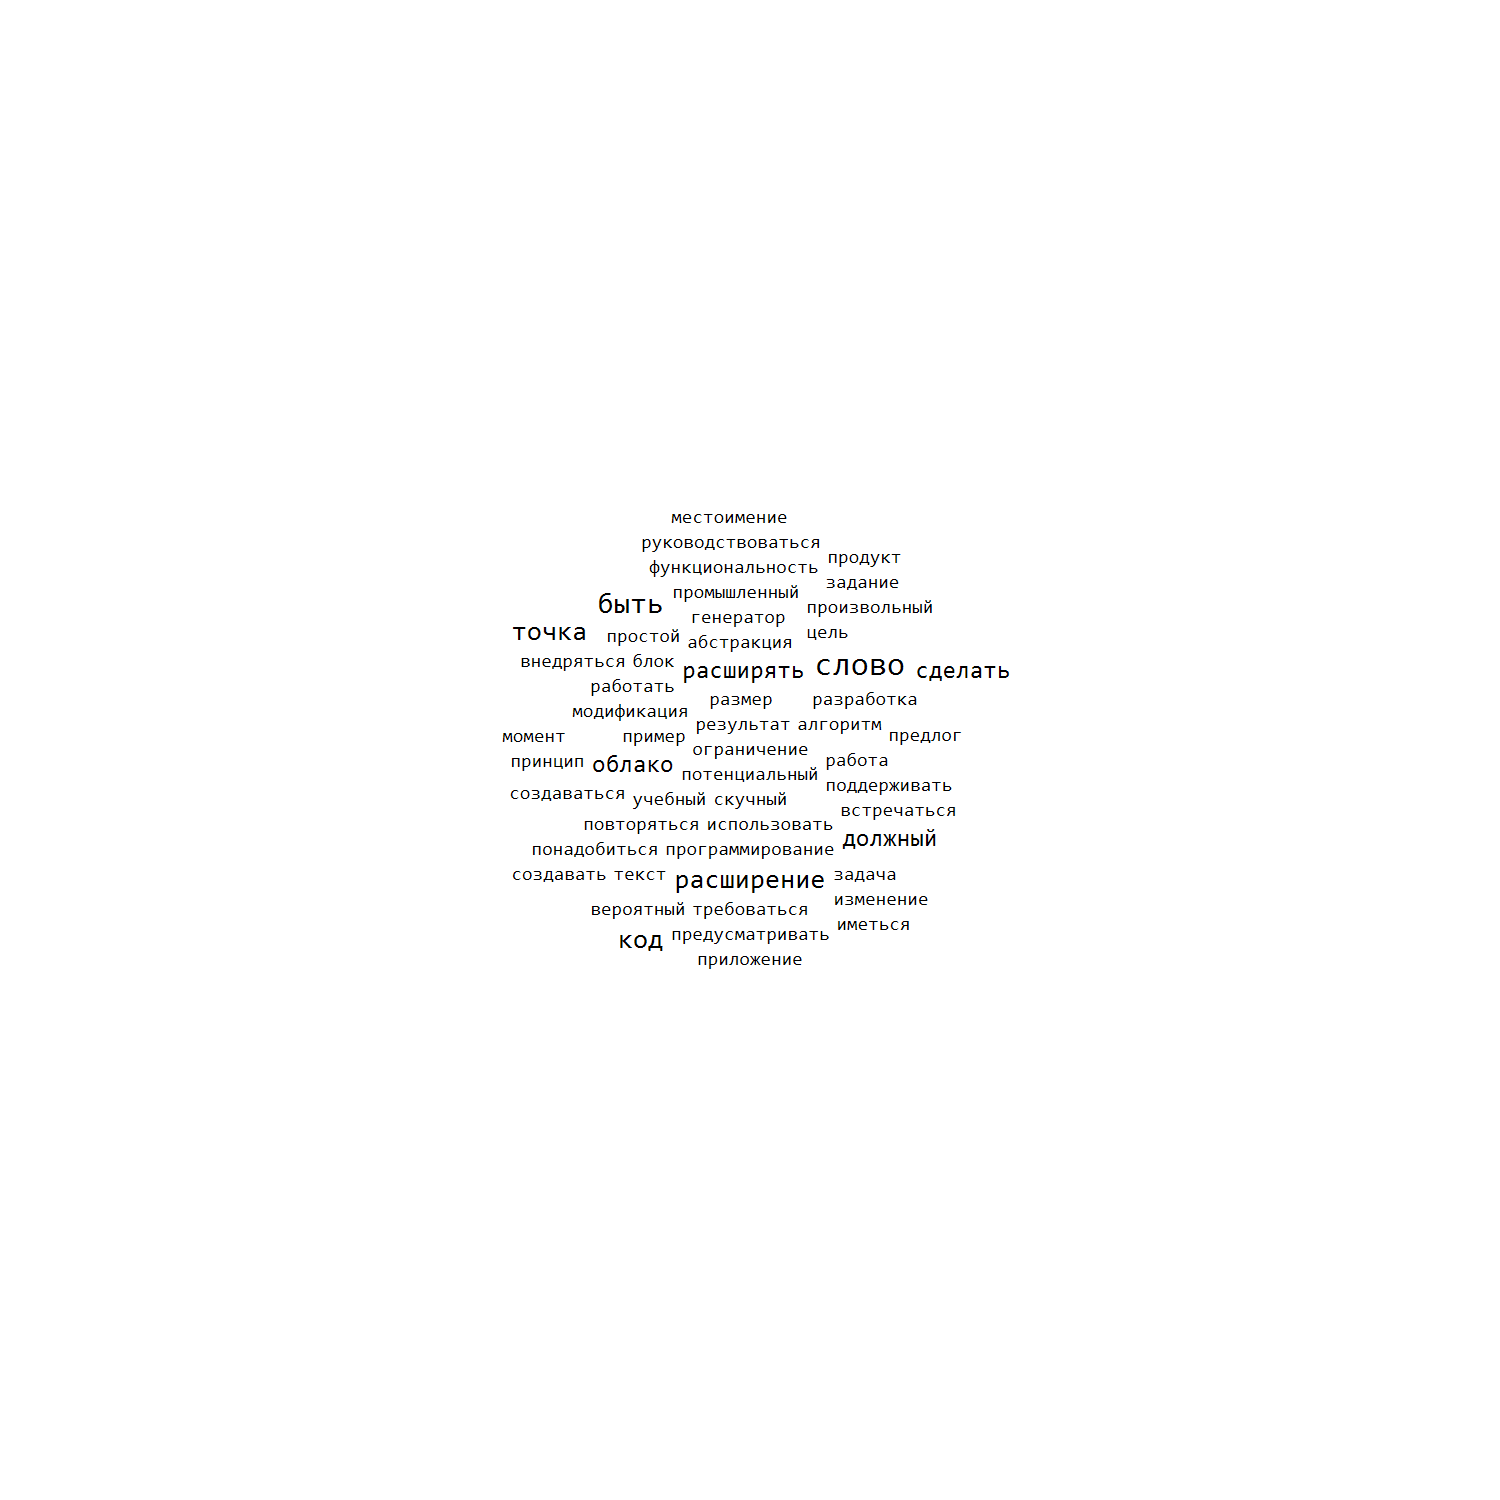 местоимение
руководствоваться
продукт
функциональность
задание
промышленный
быть
произвольный
генератор
точка
цель
простой абстракция
внедряться блок
расширять слово сделать
работать
размер разработка
модификация
результат алгоритм
момент пример
предлог
ограничение
принцип облако
работа
потенциальный
поддерживать
создаваться
учебный скучный
встречаться
повторяться использовать
должный
понадобиться программирование
создавать текст расширение задача
изменение
вероятный требоваться
иметься
код предусматривать
приложение